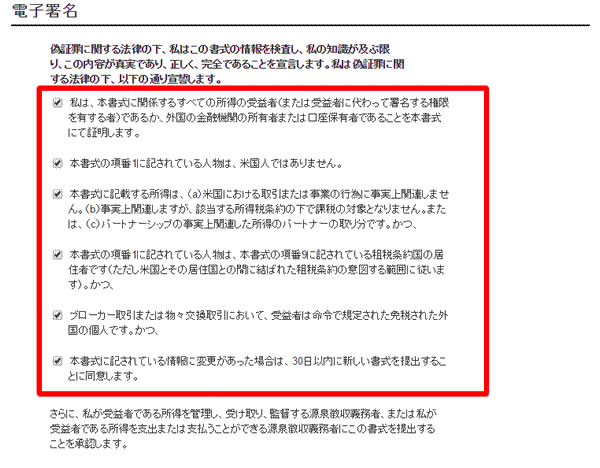 電子署名
偽証罪に関する法律の下、私はこの書式の情報を検査し、私の知識が及ぶ限
り、この内容が真実であり、正しく、完全であることを宣言します。私は偽証罪に関
する法律の下、以下の通り宣誓します。
私は、本書式に関係するすべての所得の受益者(または受益者に代わって署名する権限
を有する者)であるか、外国の金融機関の所有者または口座保有者であることを本書式
にて証明します。
本書式の項番1に記されている人物は、米国人ではありません。
本書式に記載する所得は、(a)米国における取引または事業の行為に事実上関連しませ
ん。(b)事実上関連しますが、該当する所得税条約の下で課税の対象となりません。また
は、(c)パートナーシップの事実上関連した所得のパートナーの取り分です。かつ、
本書式の項番1に記されている人物は、本書式の項番9に記されている租税条約国の居
住者です(ただし米国とその居住国との間に結ばれた租税条約の意図する範囲に従いま
す)。かつ、
ブローカー取引または物々交換取引において、受益者は命令で規定された免税された外
国の個人です。かつ、
本書式に記されている情報に変更があった場合は、30日以内に新しい書式を提出するこ
とに同意します。
さらに、私が受益者である所得を管理し、受け取り、監督する源泉徴収義務者、または私が
受益者である所得を支出または支払うことができる源泉徴収義務者にこの書式を提出する
ことを承認します。